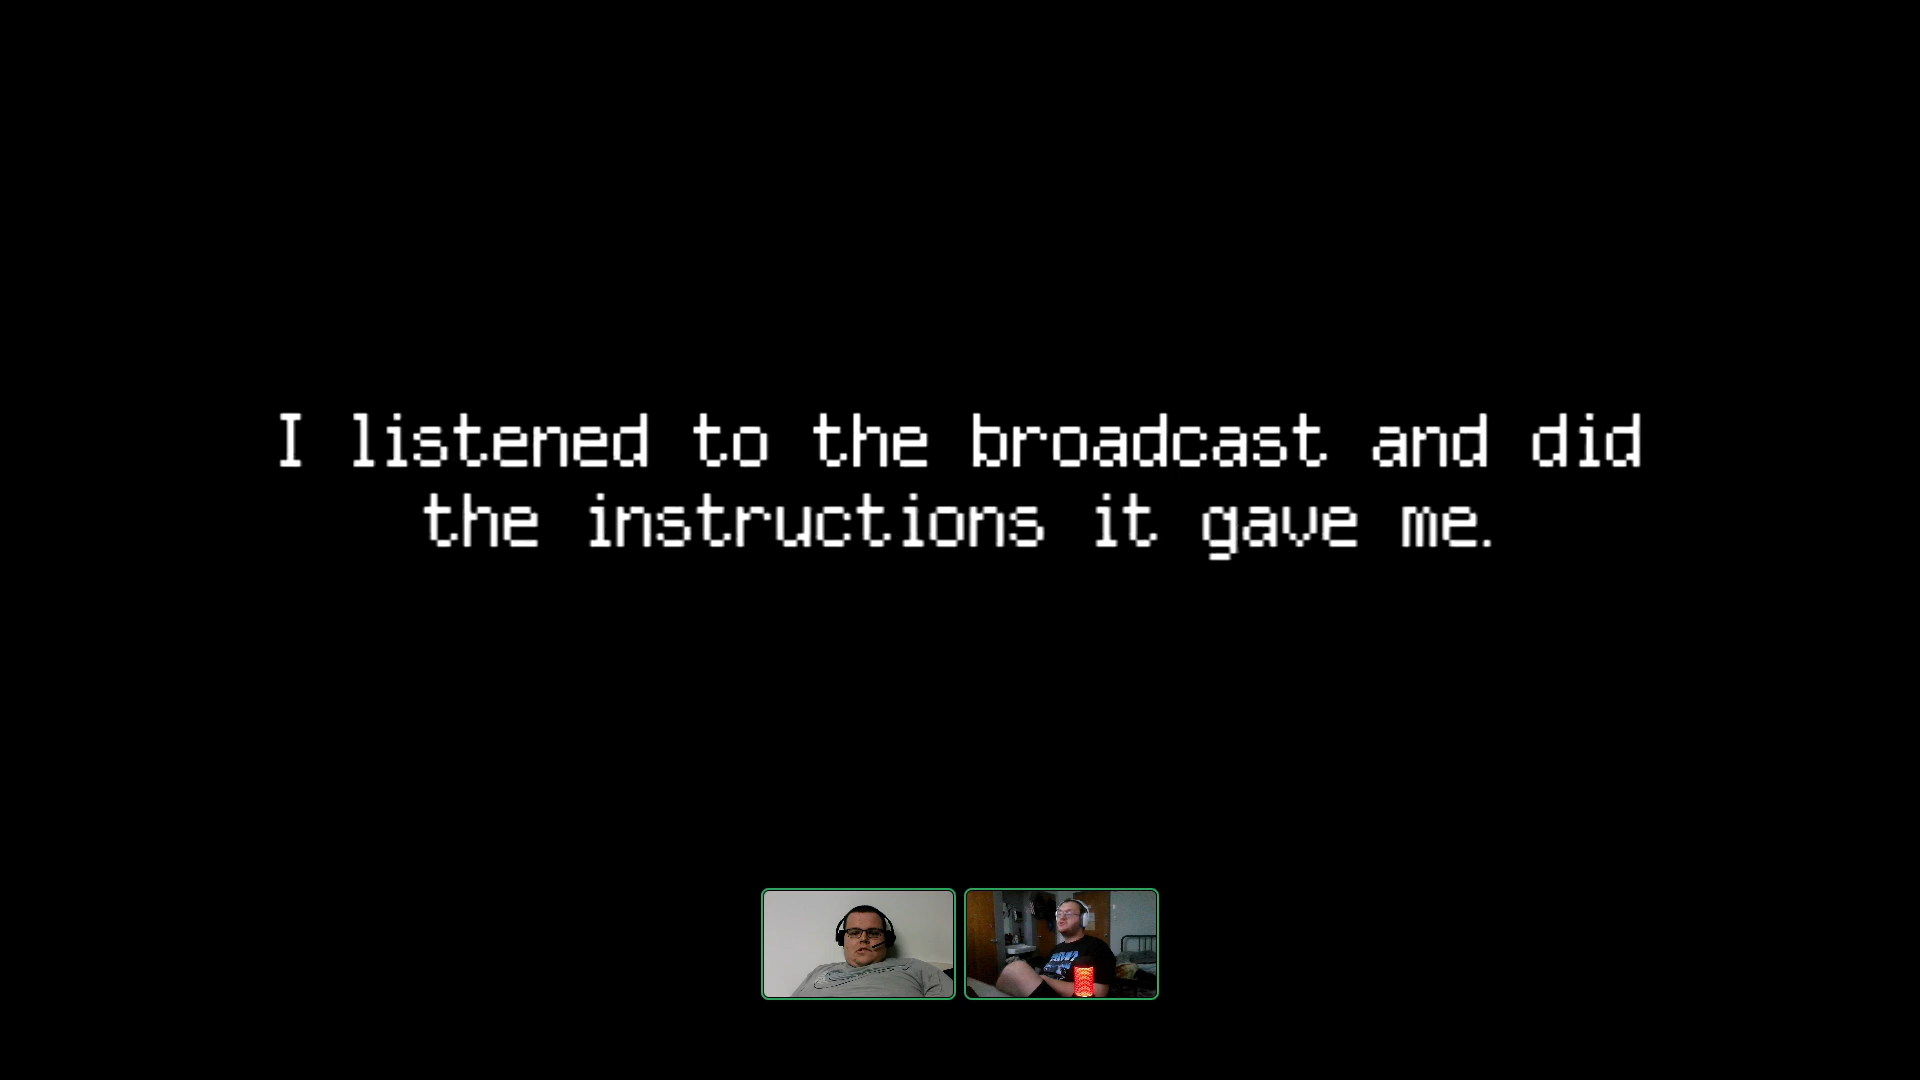 I listened to the broadcast and did
the instructions it gave me.